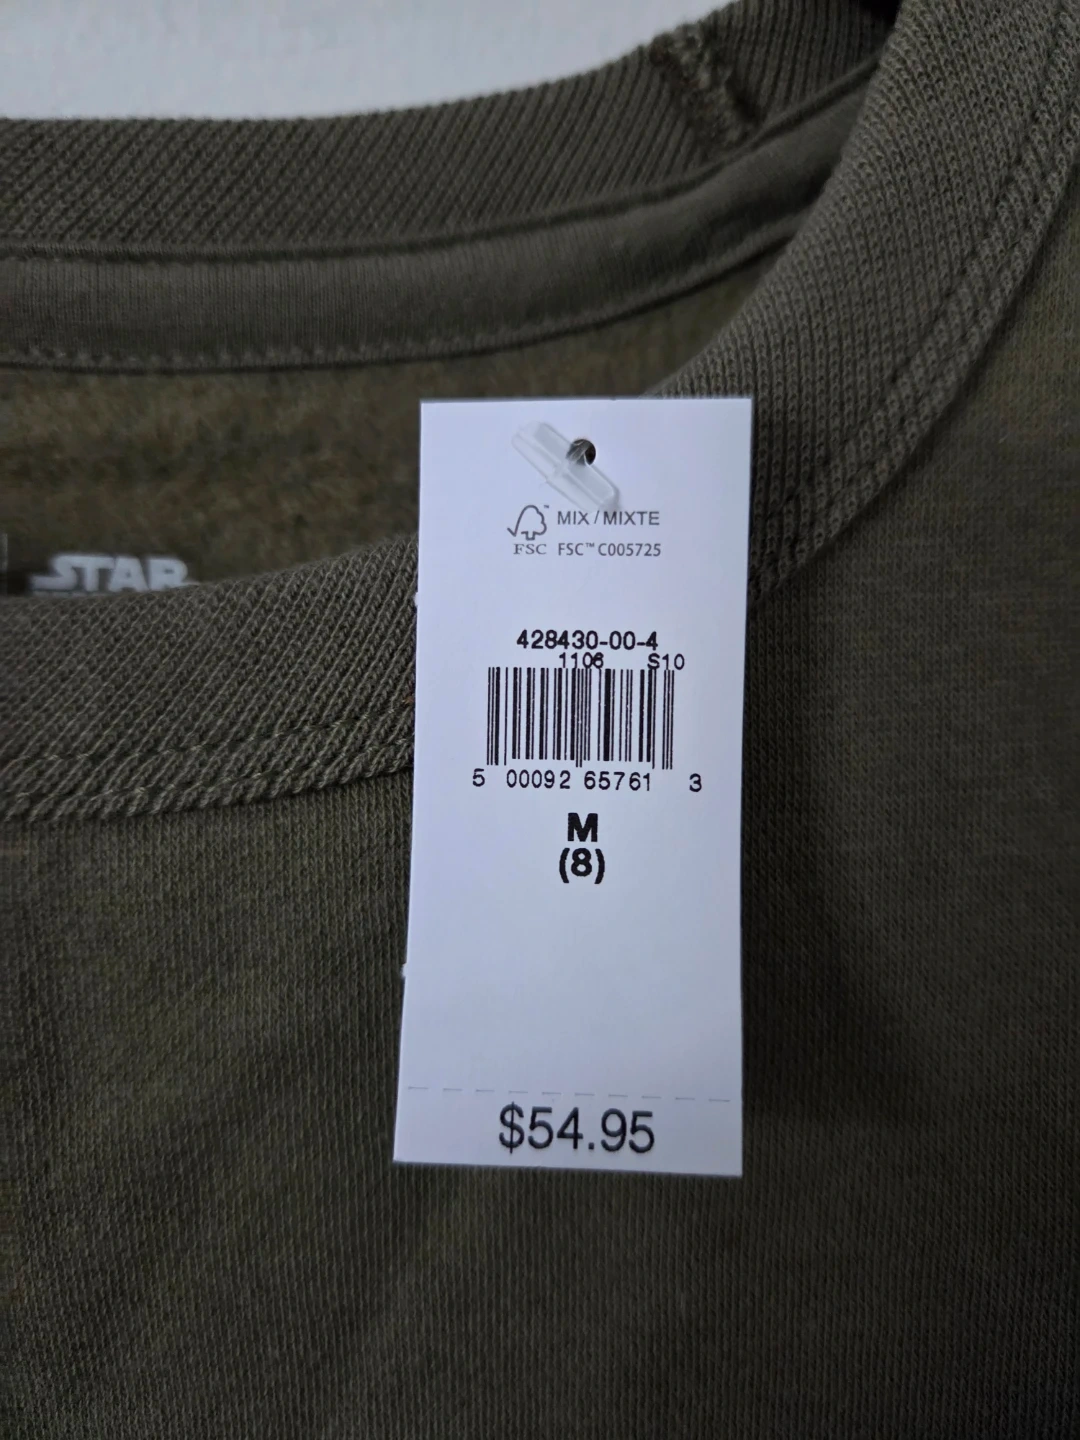 MIX / MIXTE
FSC FSC™ C005725
STAR
428430-00-4
1106 S10
5 00092 65761 3
M
(8)
$54.95